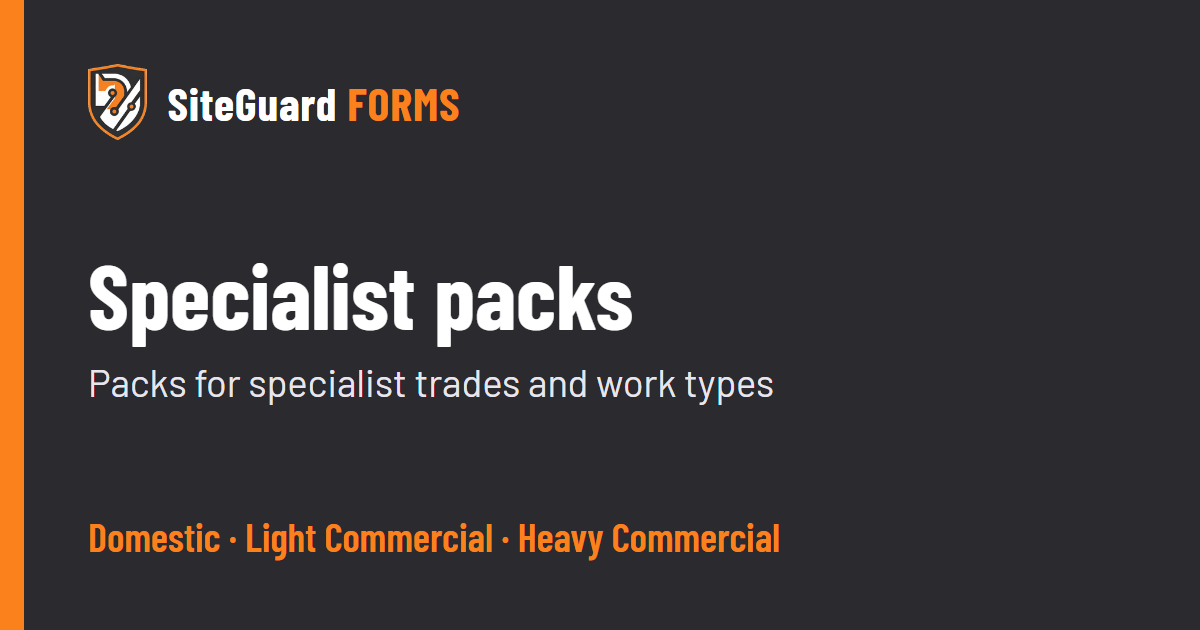 SiteGuard FORMS
Specialist packs
Packs for specialist trades and work types
Domestic · Light Commercial · Heavy Commercial